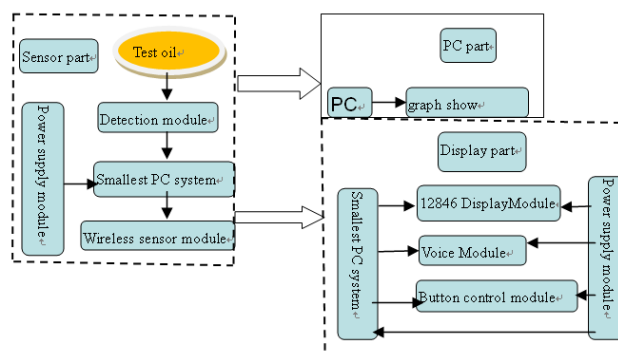 Sensor part
Test oil
Detection module
Power supply module
Smallest PC system
Wireless sensor module
PC part
PC
graph show
Display part
Smallest PC system
12846 DisplayModule
Voice Module
Button control module
Power supply module